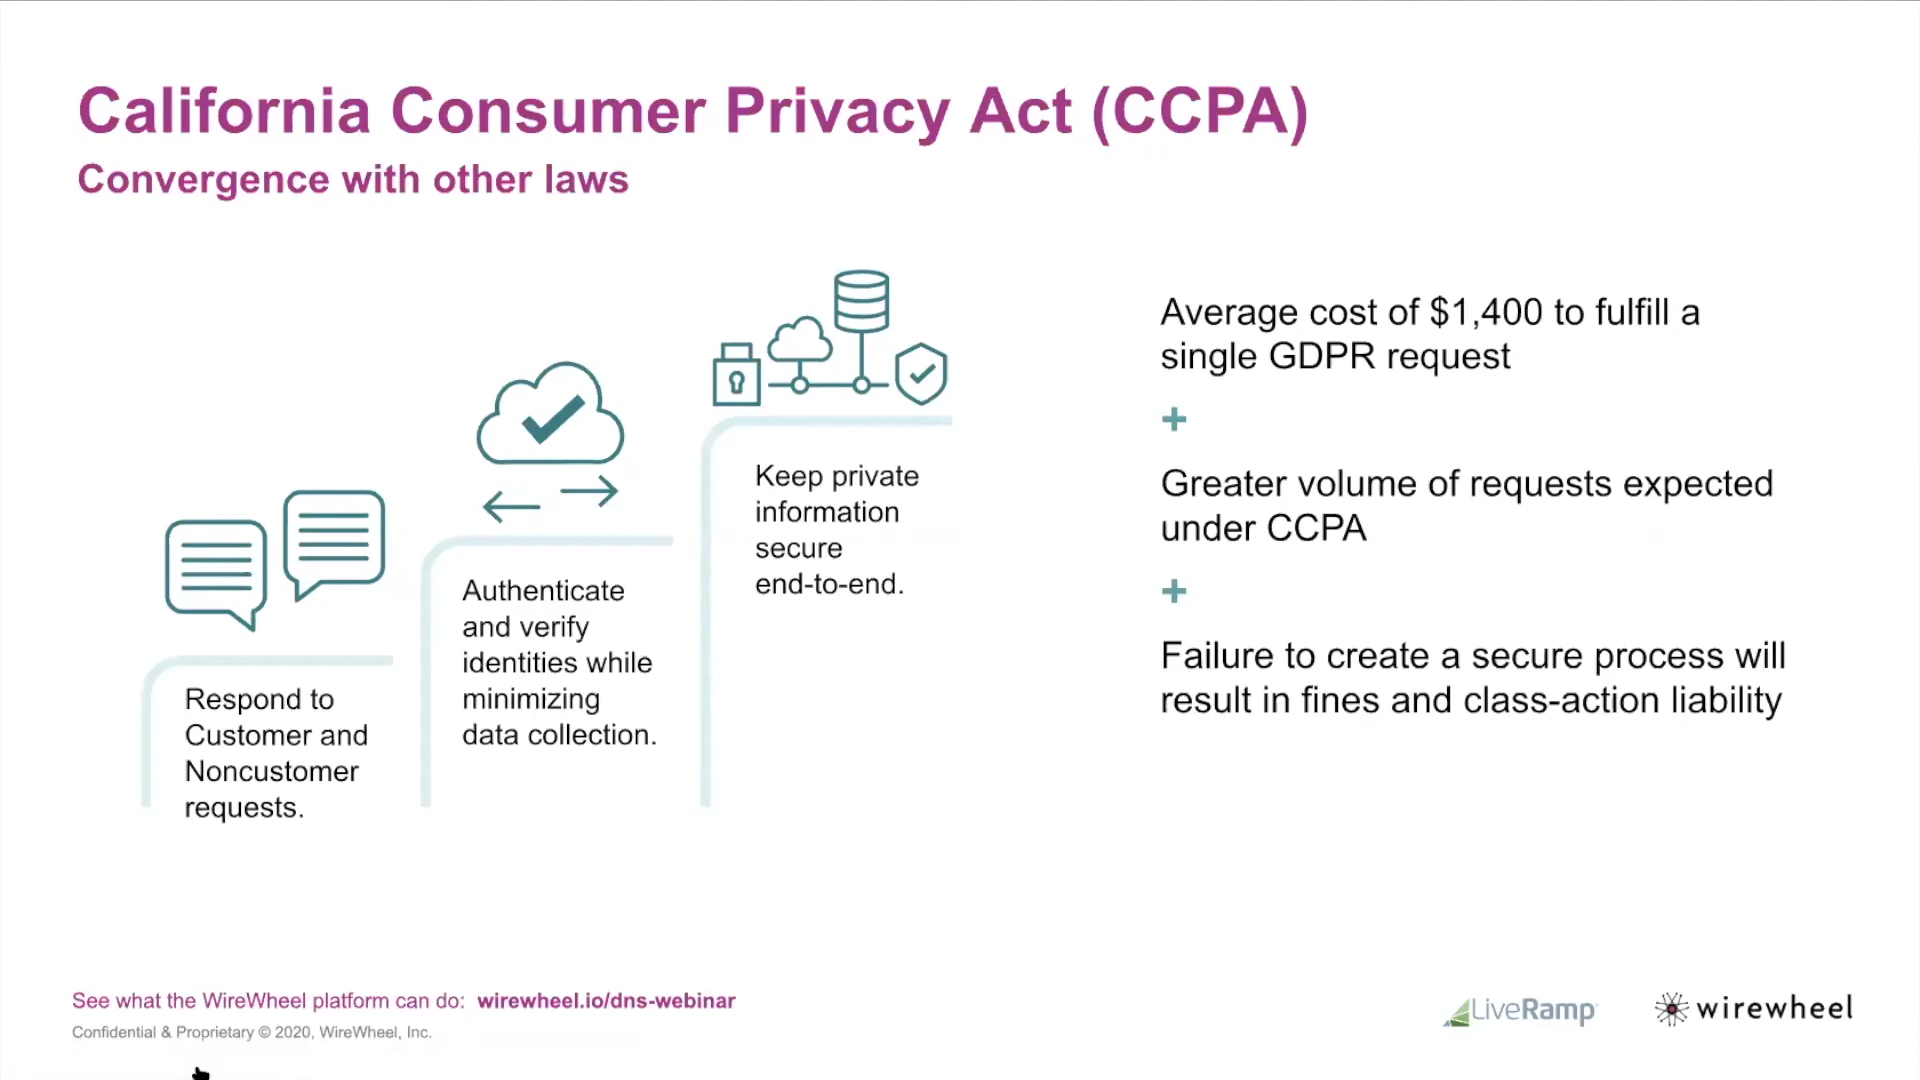 California Consumer Privacy Act (CCPA)
Convergence with other laws
Respond to
Customer and
Noncustomer
requests.
Authenticate
and verify
identities while
minimizing
data collection.
Keep private
information
secure
end-to-end.
Average cost of $1,400 to fulfill a
single GDPR request
+
Greater volume of requests expected
under CCPA
+
Failure to create a secure process will
result in fines and class-action liability
See what the WireWheel platform can do: wirewheel.io/dns-webinar
Confidential & Proprietary © 2020, WireWheel, Inc.
LiveRamp
wirewheel